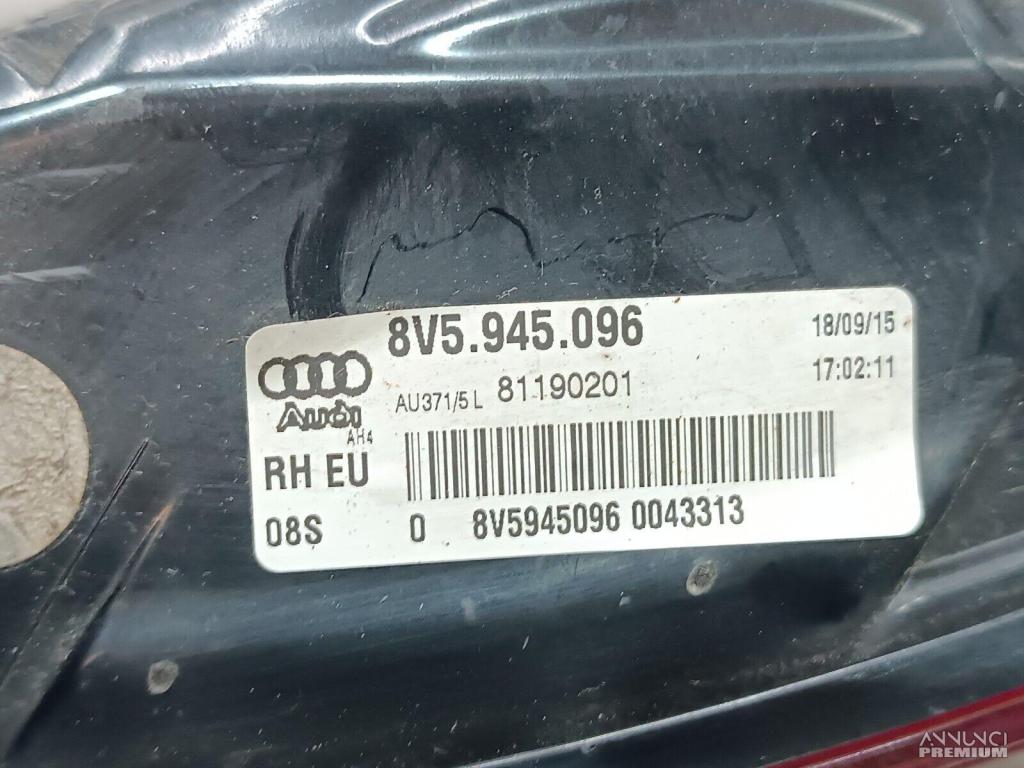 8V5.945.096
18/09/15
Audi
AU371/5 L 81190201
17:02:11
AH4
RH EU
08S
0 8V5945096 0043313
ANNUNCI
PREMIUM